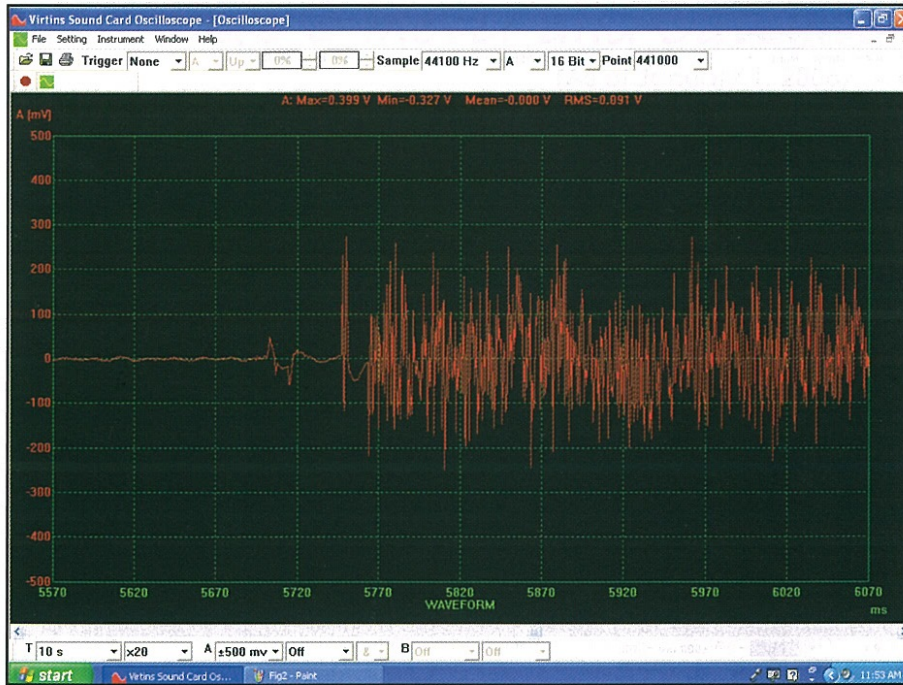 Virtins Sound Card Oscilloscope - [Oscilloscope]
File Setting Instrument Window Help
Trigger None A Up 0% 0% Sample 44100 Hz A 16 Bit Point 441000
A: Max=0.399 V Min=-0.327 V Mean=-0.000 V RMS=0.091 V
A [mV]
500
400
300
200
100
0
-100
-200
-300
-400
-500
5570 5620 5670 5720 5770 5820 5870 5920 5970 6020 6070
WAVEFORM
ms
T 10 s x20 A ±500 mv Off & B Off Off
start Virtins Sound Card Os... Fig2 - Paint 11:53 AM